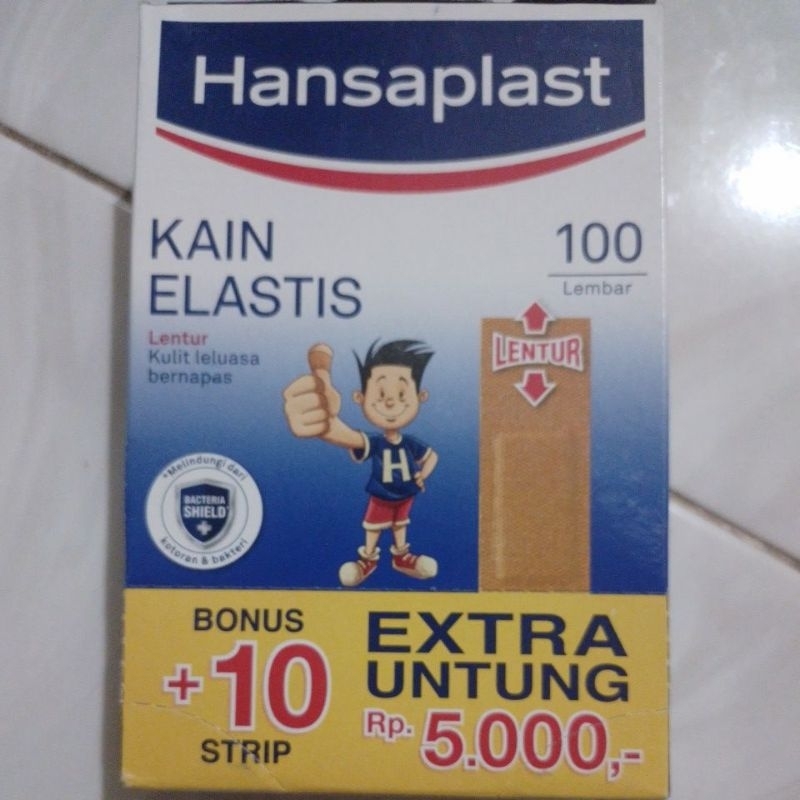 Hansaplast
KAIN
ELASTIS
100
Lembar
Lentur
Kulit leluasa
bernapas
LENTUR
H
*Melindungi dari
BACTERIA
SHIELD
kotoran & bakteri
BONUS
+10
STRIP
EXTRA
UNTUNG
Rp. 5.000,-